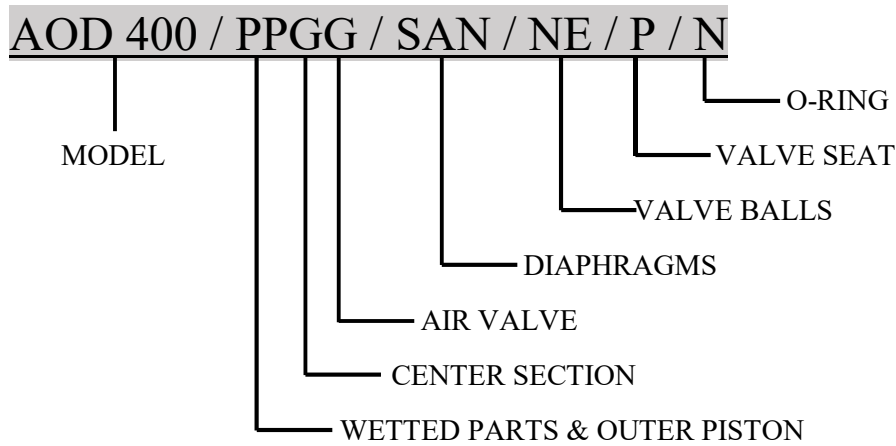 AOD 400 / PPGG / SAN / NE / P / N
O-RING
MODEL
VALVE SEAT
VALVE BALLS
DIAPHRAGMS
AIR VALVE
CENTER SECTION
WETTED PARTS & OUTER PISTON